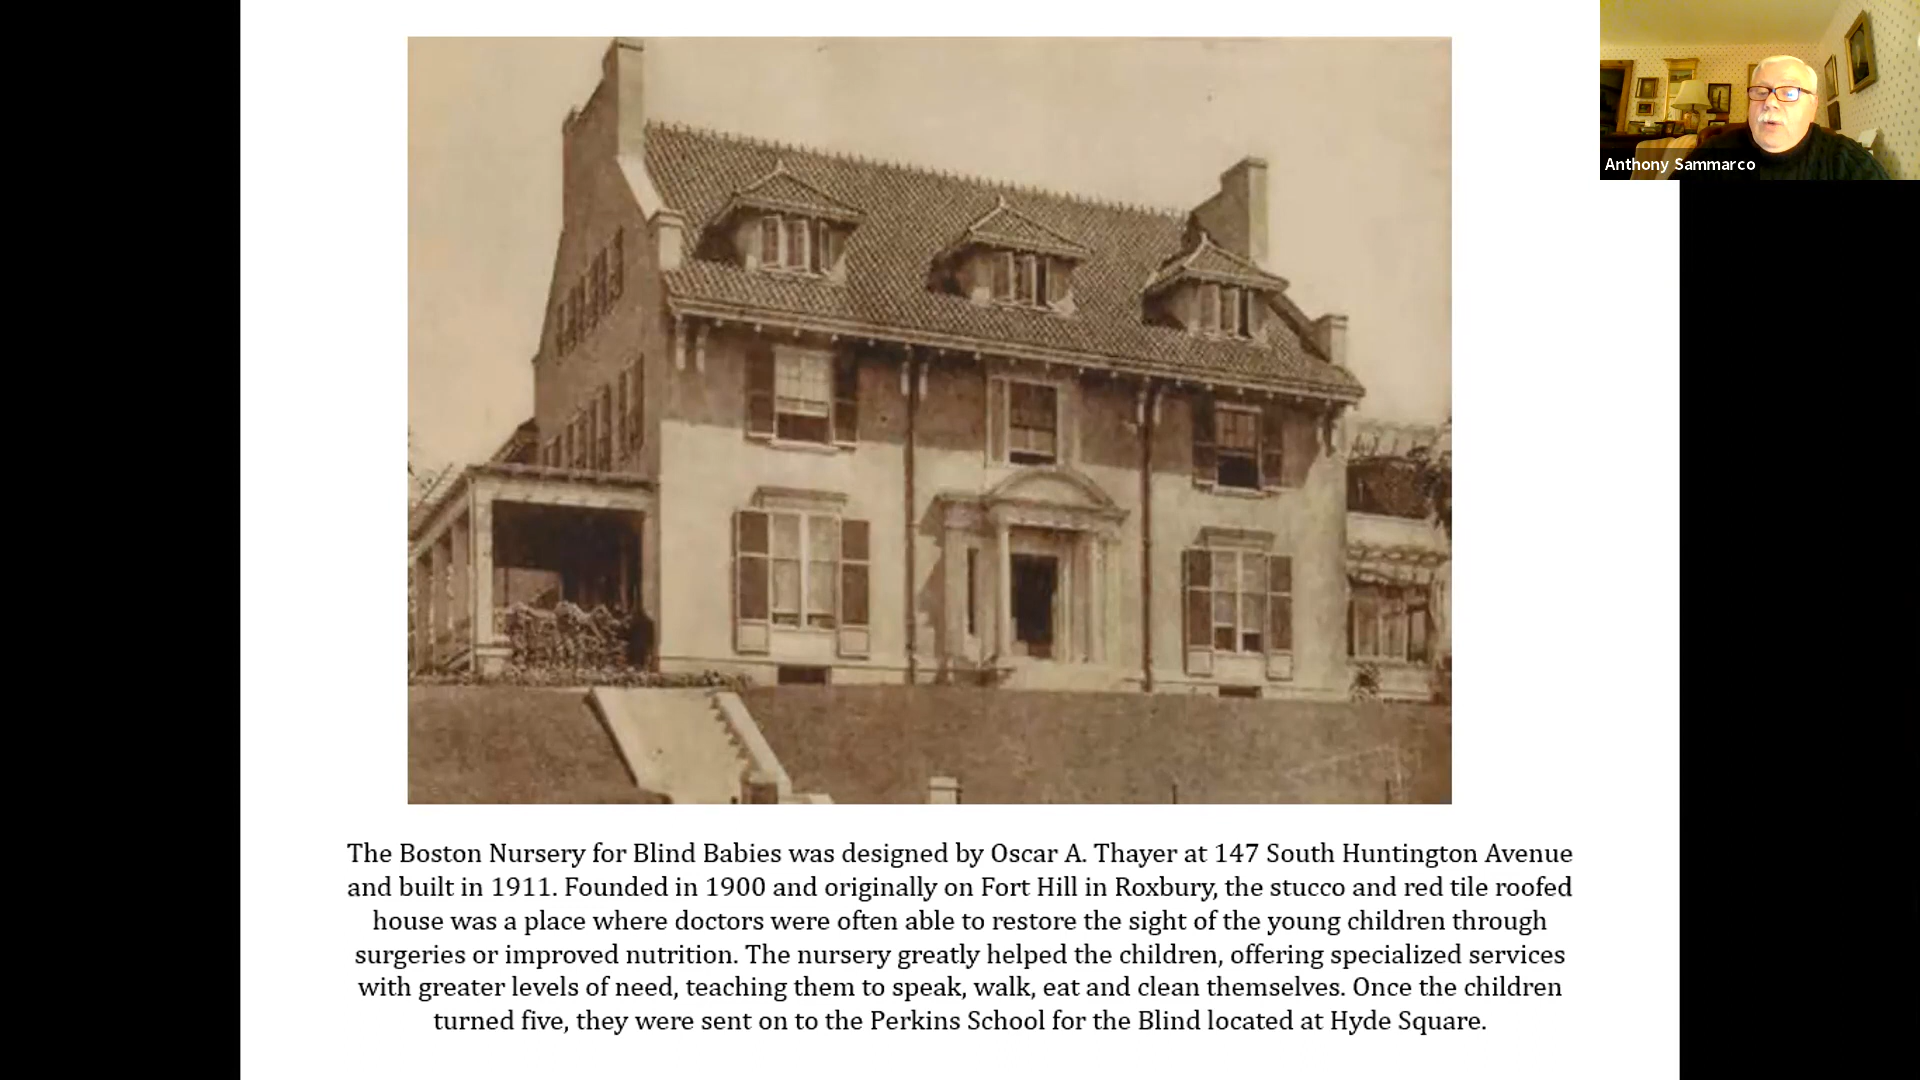 Anthony Sammarco
The Boston Nursery for Blind Babies was designed by Oscar A. Thayer at 147 South Huntington Avenue
and built in 1911. Founded in 1900 and originally on Fort Hill in Roxbury, the stucco and red tile roofed
house was a place where doctors were often able to restore the sight of the young children through
surgeries or improved nutrition. The nursery greatly helped the children, offering specialized services
with greater levels of need, teaching them to speak, walk, eat and clean themselves. Once the children
turned five, they were sent on to the Perkins School for the Blind located at Hyde Square.